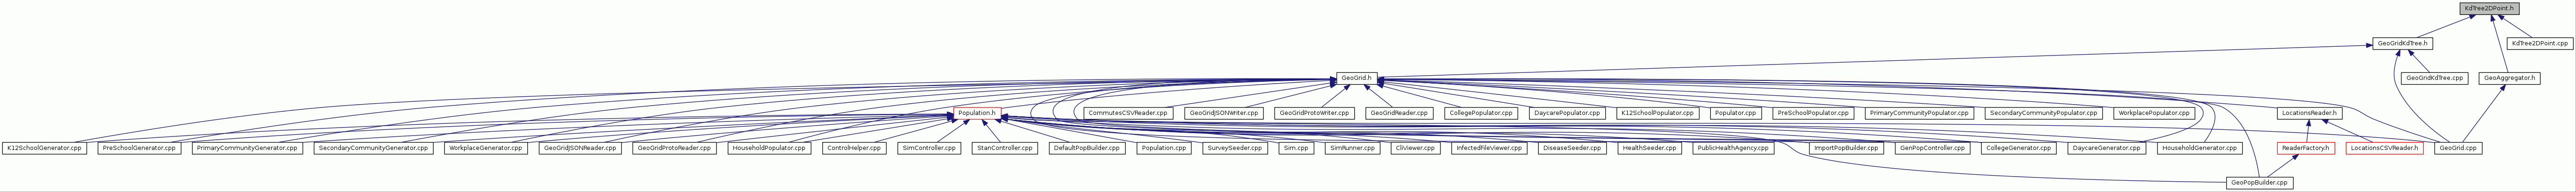 KdTree2DPoint.h
GeoGridKdTree.h
KdTree2DPoint.cpp
GeoGrid.h
GeoGridKdTree.cpp
GeoAggregator.h
Population.h
CommutesCSVReader.cpp
GeoGridJSONWriter.cpp
GeoGridProtoWriter.cpp
GeoGridReader.cpp
CollegePopulator.cpp
DaycarePopulator.cpp
K12SchoolPopulator.cpp
Populator.cpp
PreSchoolPopulator.cpp
PrimaryCommunityPopulator.cpp
SecondaryCommunityPopulator.cpp
WorkplacePopulator.cpp
LocationsReader.h
K12SchoolGenerator.cpp
PreSchoolGenerator.cpp
PrimaryCommunityGenerator.cpp
SecondaryCommunityGenerator.cpp
WorkplaceGenerator.cpp
GeoGridJSONReader.cpp
GeoGridProtoReader.cpp
HouseholdPopulator.cpp
ControlHelper.cpp
SimController.cpp
StanController.cpp
DefaultPopBuilder.cpp
Population.cpp
SurveySeeder.cpp
Sim.cpp
SimRunner.cpp
CliViewer.cpp
InfectedFileViewer.cpp
DiseaseSeeder.cpp
HealthSeeder.cpp
PublicHealthAgency.cpp
ImportPopBuilder.cpp
GenPopController.cpp
CollegeGenerator.cpp
DaycareGenerator.cpp
HouseholdGenerator.cpp
ReaderFactory.h
LocationsCSVReader.h
GeoGrid.cpp
GeoPopBuilder.cpp